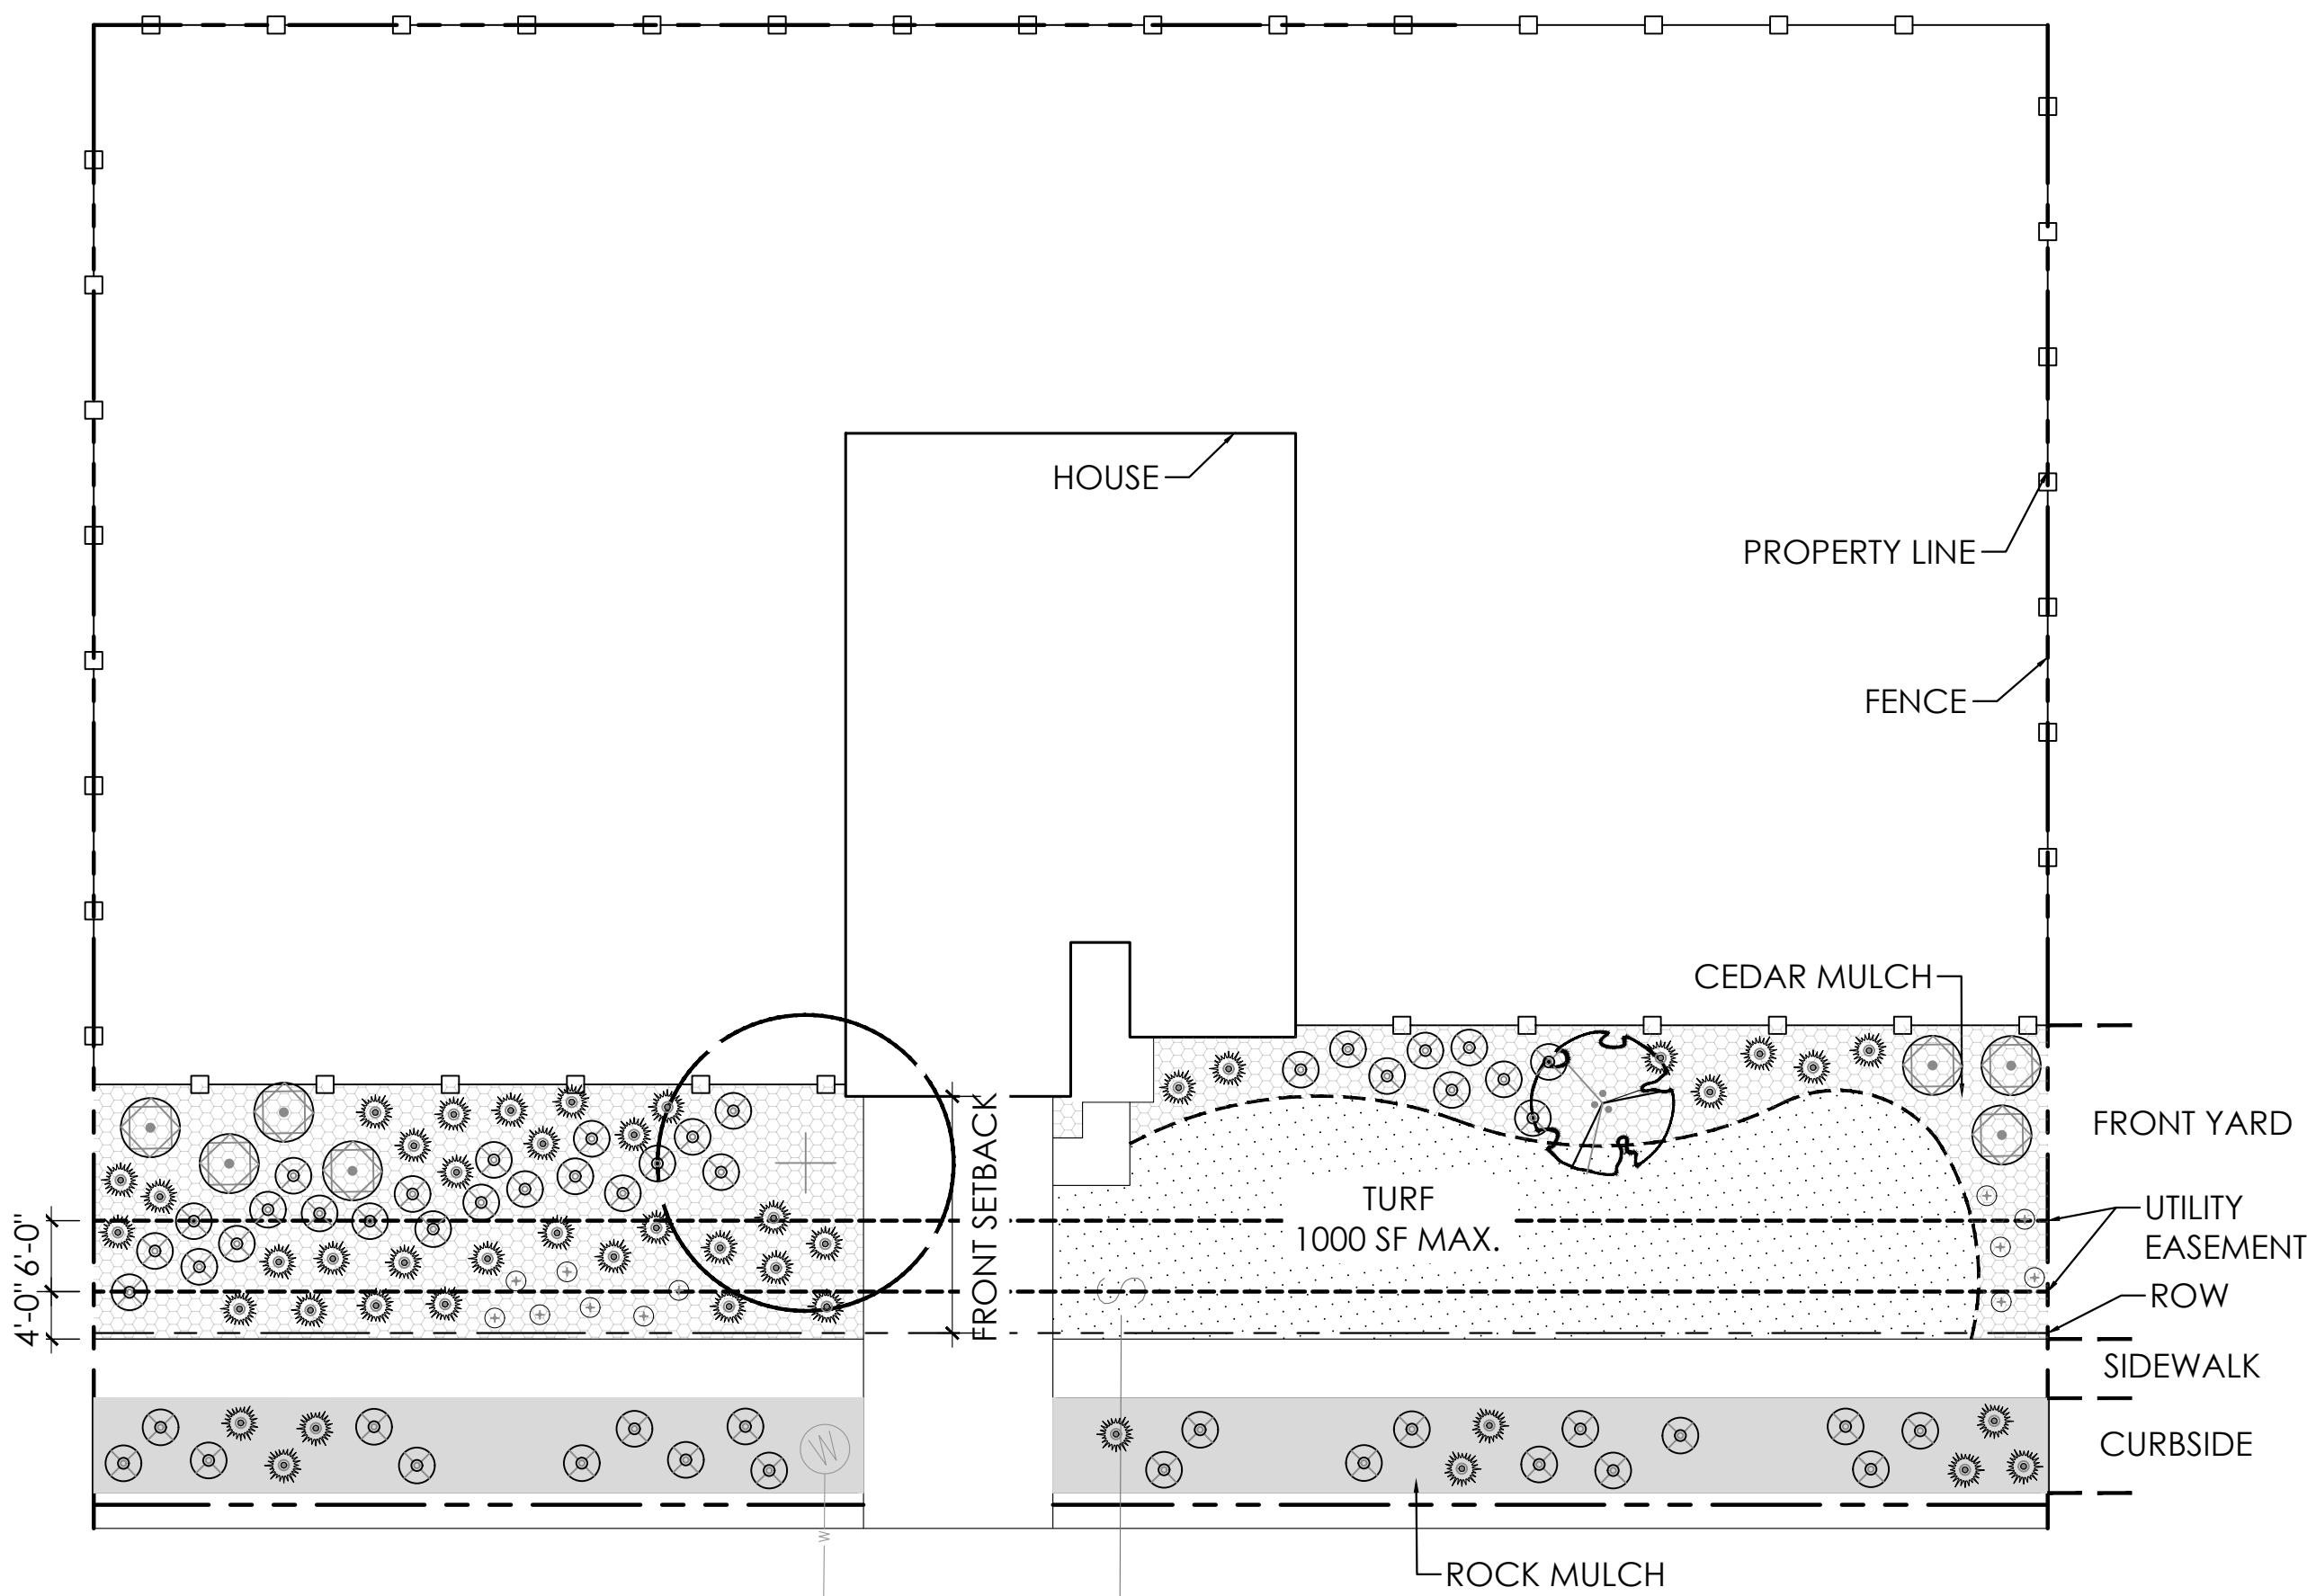 HOUSE
PROPERTY LINE
FENCE
CEDAR MULCH
FRONT YARD
FRONT SETBACK
TURF
1000 SF MAX.
UTILITY
EASEMENT
6'-0"
4'-0"
ROW
SIDEWALK
CURBSIDE
W
S
W
ROCK MULCH